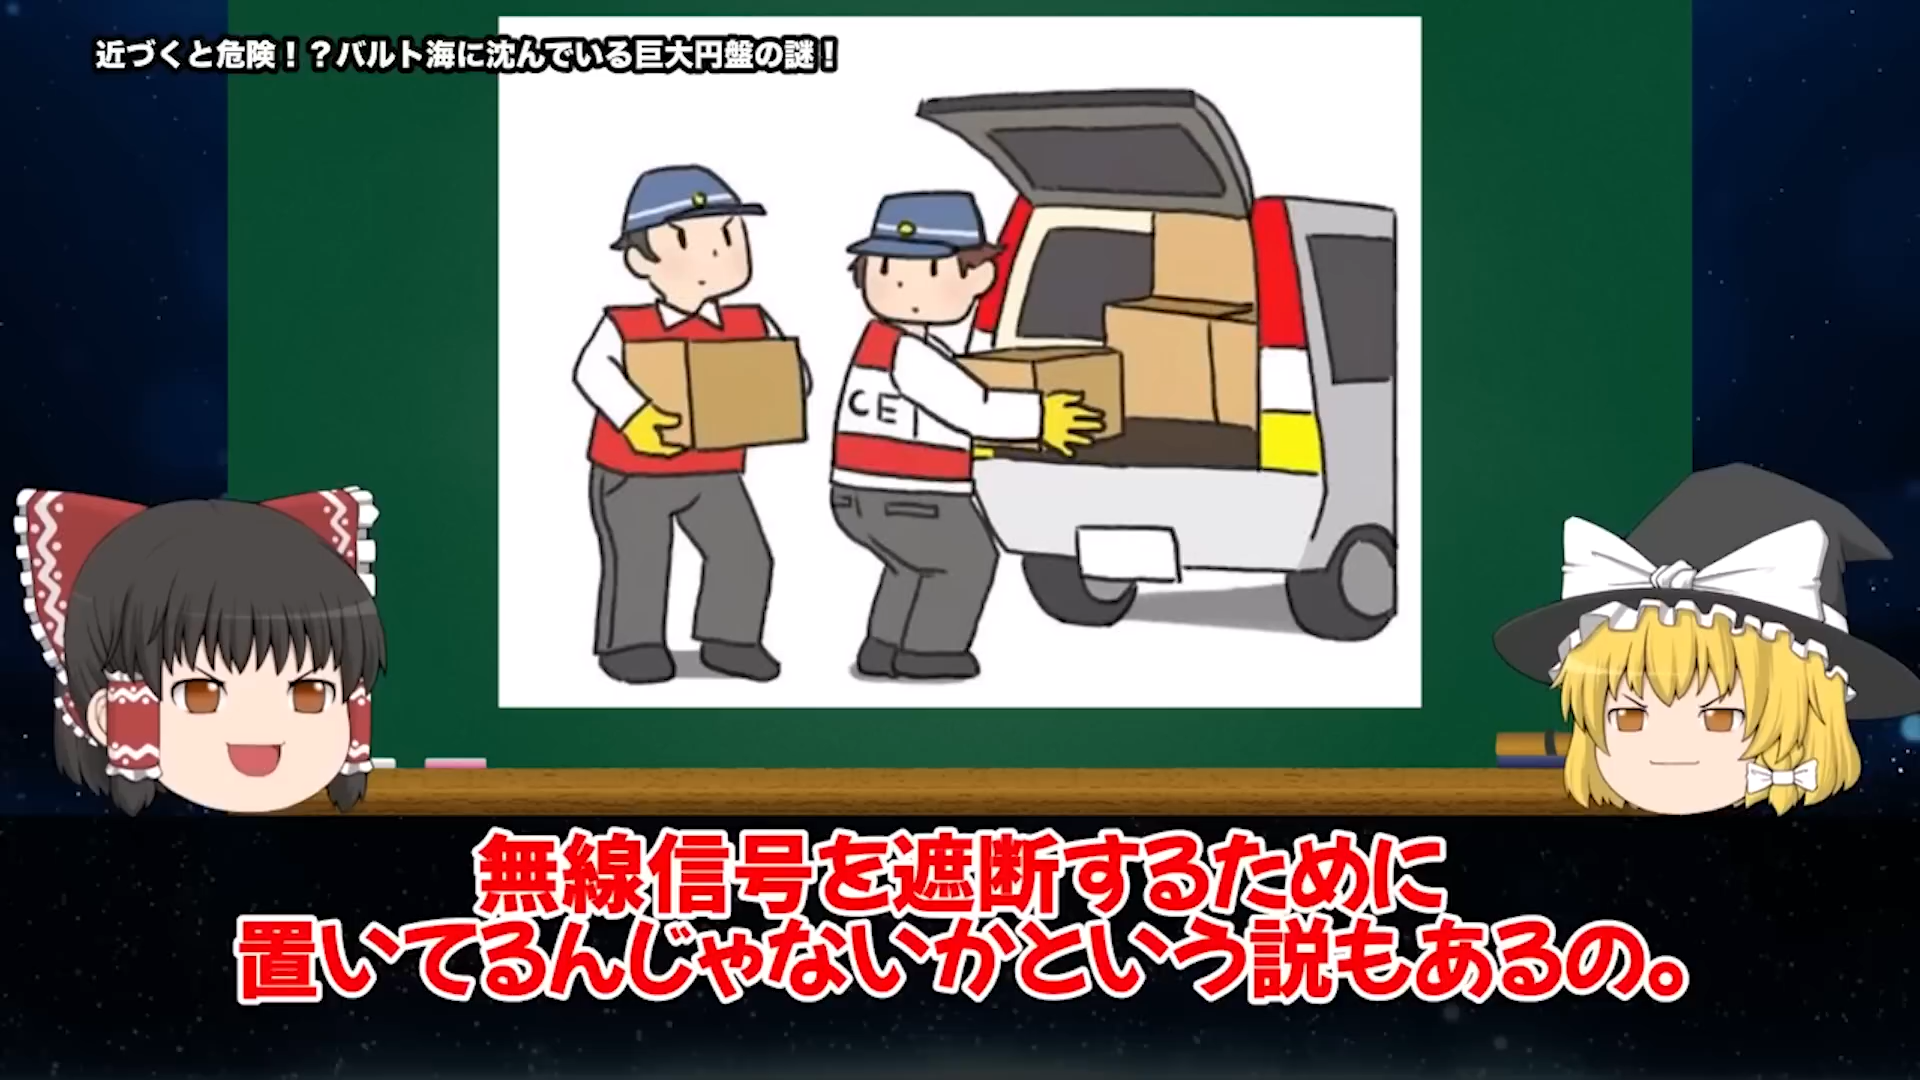 近づくと危険！？バルト海に沈んでいる巨大円盤の謎！
CET
無線信号を遮断するために
置いてるんじゃないかという説もあるの。